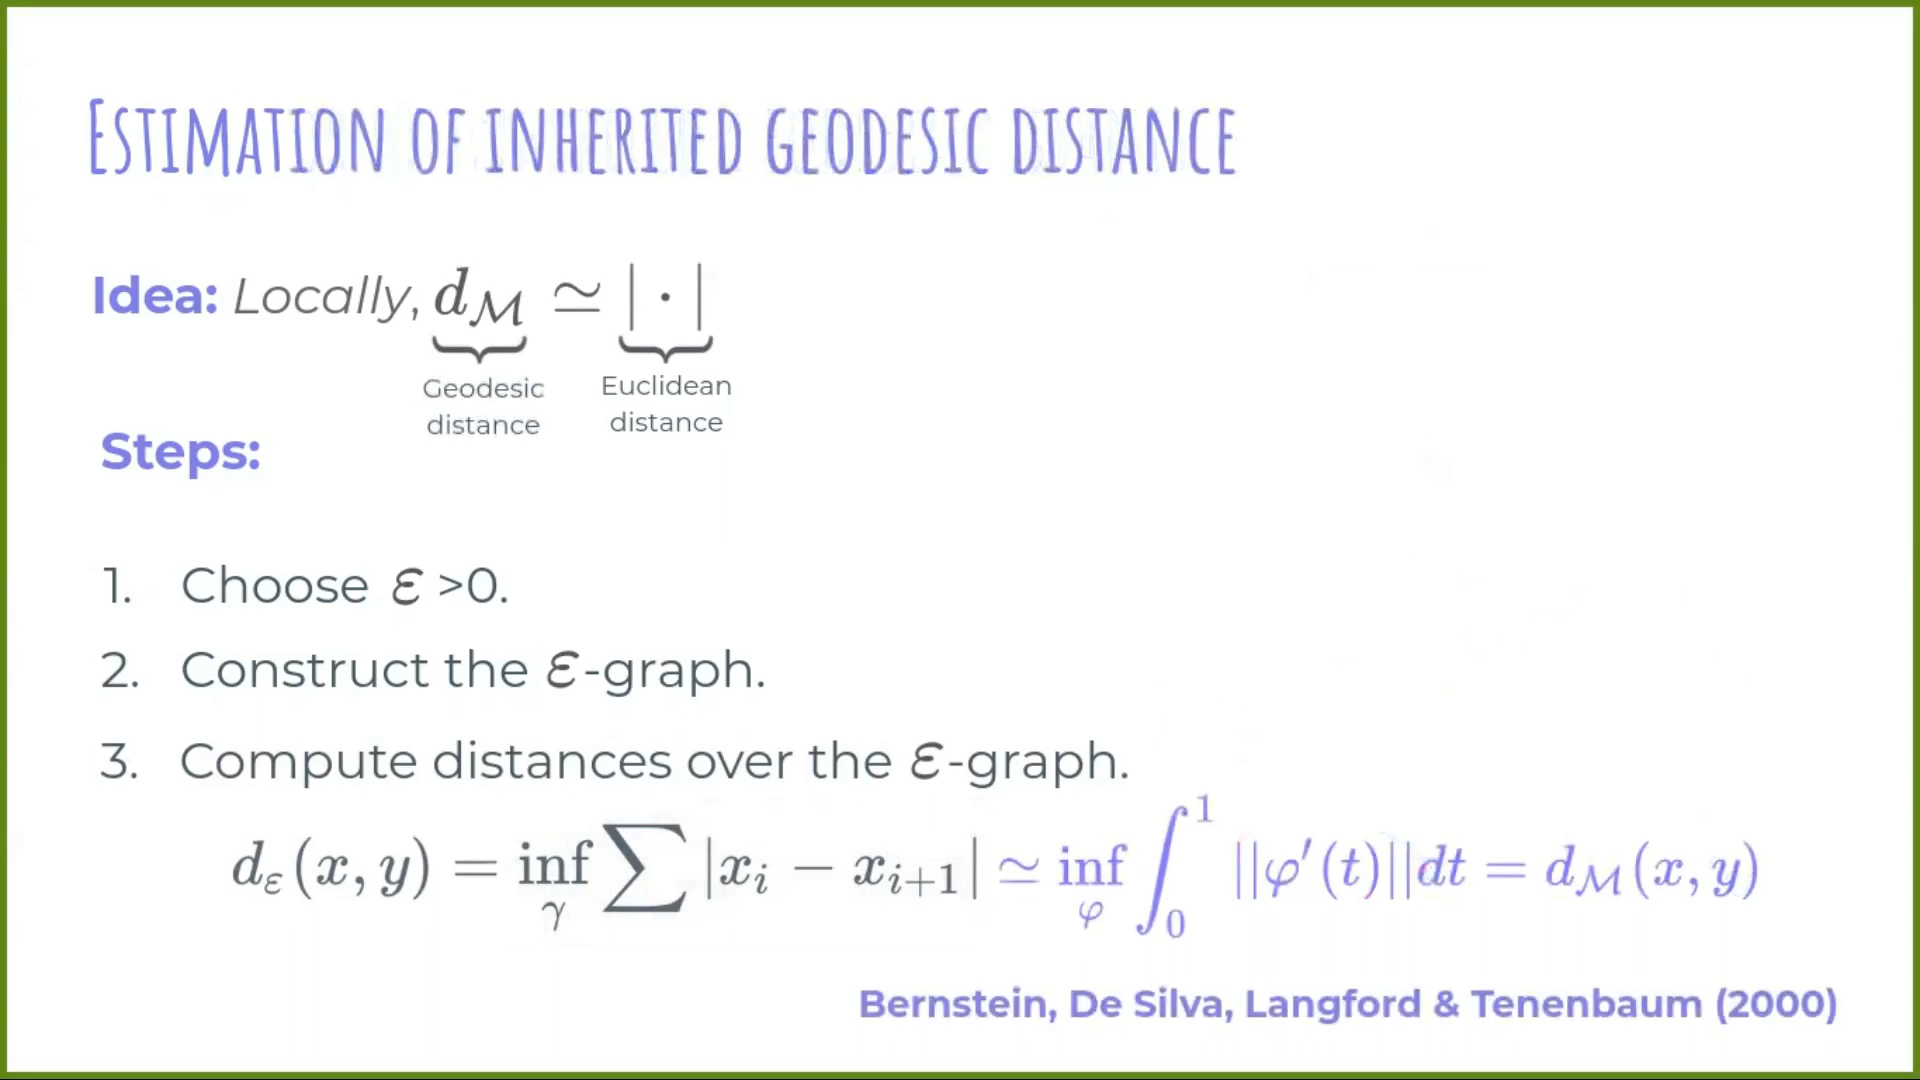 ESTIMATION OF INHERITED GEODESIC DISTANCE
Idea: Locally, d_ℳ ≃ | · |
Geodesic distance
Euclidean distance
Steps:
1. Choose ε >0.
2. Construct the ε-graph.
3. Compute distances over the ε-graph.
d_ε(x, y) = inf_γ ∑ |x_i − x_{i+1}| ≃ inf_φ ∫_0^1 ||φ′(t)||dt = d_ℳ(x, y)
Bernstein, De Silva, Langford & Tenenbaum (2000)